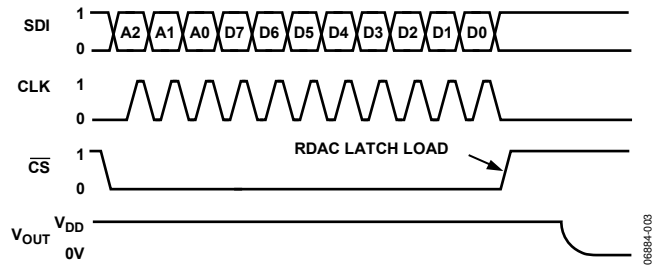 SDI 1 0
A2 A1 A0 D7 D6 D5 D4 D3 D2 D1 D0
CLK 1 0
RDAC LATCH LOAD
CS 1 0
VOUT VDD 0V
06884-003